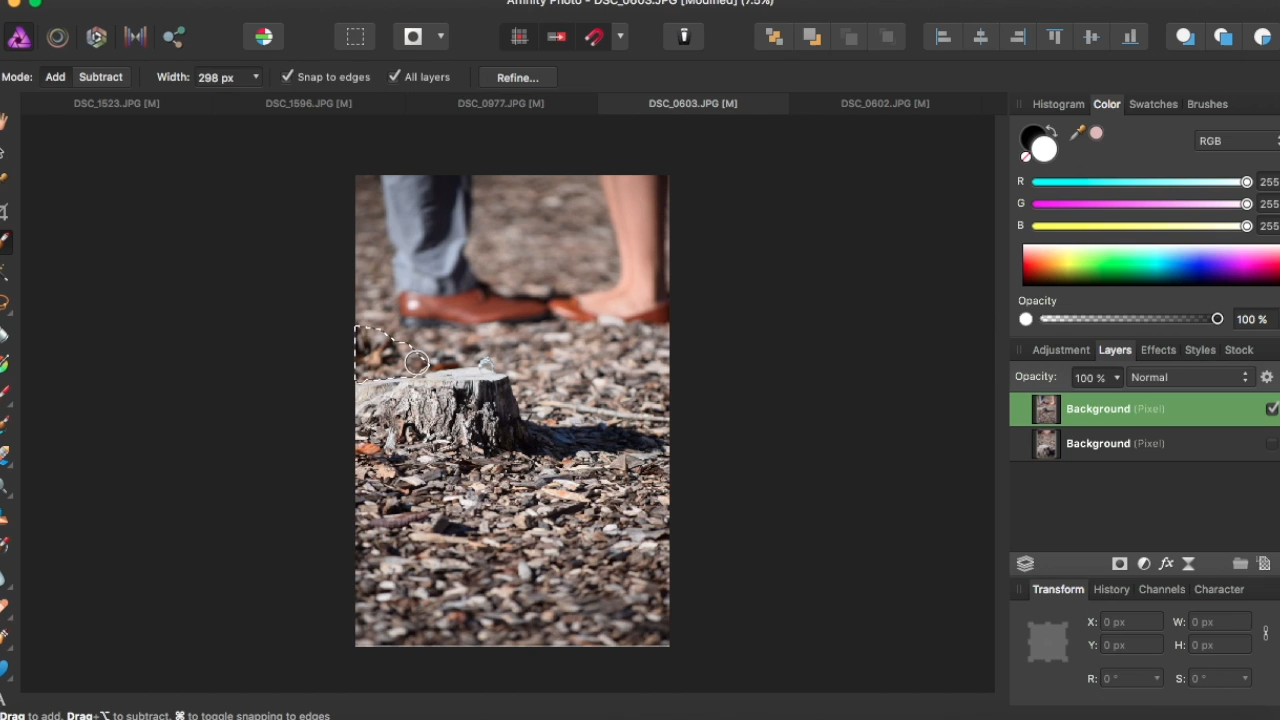 Affinity Photo - DSC_0603.JPG [Modified] (7.5%)
Mode: Add Subtract Width: 298 px Snap to edges All layers Refine...
DSC_1523.JPG [M] DSC_1596.JPG [M] DSC_0977.JPG [M] DSC_0603.JPG [M] DSC_0602.JPG [M]
Histogram Color Swatches Brushes
RGB
R 255
G 255
B 255
Opacity
100 %
Adjustment Layers Effects Styles Stock
Opacity: 100 % Normal
Background (Pixel)
Background (Pixel)
fx
Transform History Channels Character
X: 0 px W: 0 px
Y: 0 px H: 0 px
R: 0 ° S: 0 °
Drag to add. Drag+⌥ to subtract. ⌘ to toggle snapping to edges